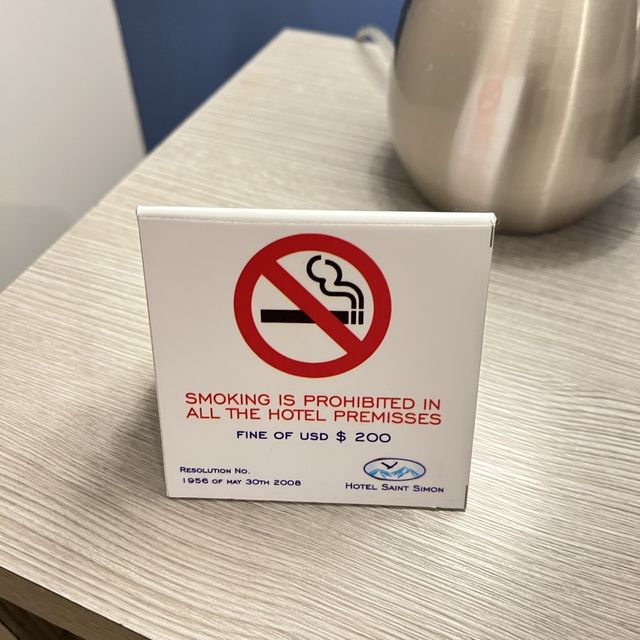 SMOKING IS PROHIBITED IN
ALL THE HOTEL PREMISSES
FINE OF USD $ 200
RESOLUTION NO.
1956 OF MAY 30TH 2008
HOTEL SAINT SIMON